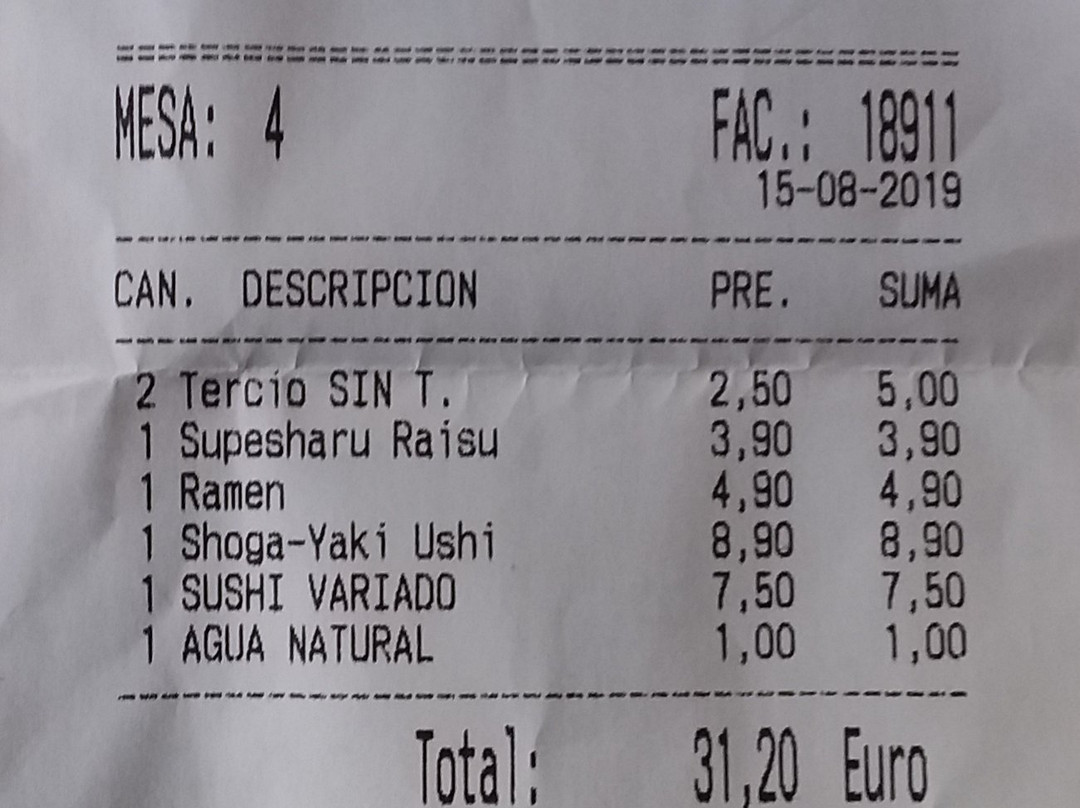 MESA: 4 FAC.: 18911
15-08-2019
CAN. DESCRIPCION PRE. SUMA
2 Tercio SIN T. 2,50 5,00
1 Supesharu Raisu 3,90 3,90
1 Ramen 4,90 4,90
1 Shoga-Yaki Ushi 8,90 8,90
1 SUSHI VARIADO 7,50 7,50
1 AGUA NATURAL 1,00 1,00
Total: 31,20 Euro